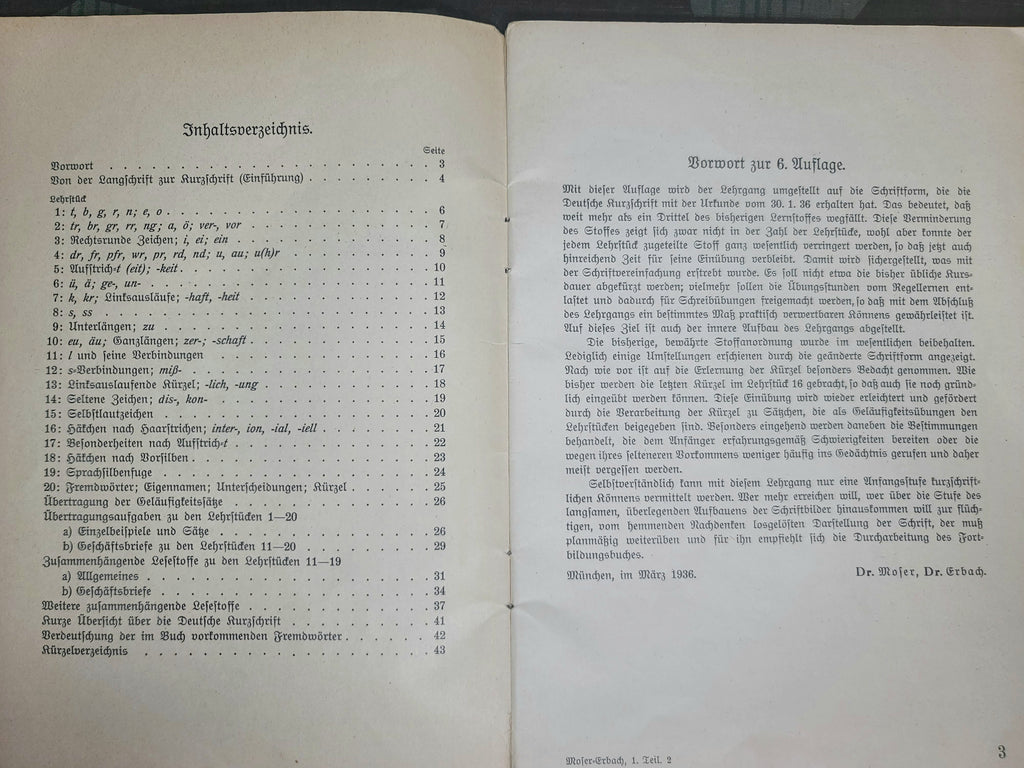 Inhaltsverzeichnis.
Seite
Vorwort . . . . . . . . . . . . . . . . . . . . . . . 3
Von der Langschrift zur Kurzschrift (Einführung) . . . . . . . . . 4
Lehrstück
1: t, b, g, r, n; e, o . . . . . . . . . . . . . . . . . . 6
2: tr, br, gr, rr, ng; a, ö; ver-, vor . . . . . . . . . . . . 7
3: Rechtsrunde Zeichen; i, ei; ein . . . . . . . . . . . . . 8
4: dr, fr, pfr, wr, pr, rd, nd; u, au; u(h)r . . . . . . . . . 9
5: Aufstrich-t (eit); -keit . . . . . . . . . . . . . . . . 10
6: ü, ä; ge-, un- . . . . . . . . . . . . . . . . . . . 11
7: k, kr; Linksausläufe; -haft, -heit . . . . . . . . . . . . 12
8: s, ss . . . . . . . . . . . . . . . . . . . . . . 13
9: Unterlängen; zu . . . . . . . . . . . . . . . . . . 14
10: eu, äu; Ganzlängen; zer-; -schaft . . . . . . . . . . . . 15
11: l und seine Verbindungen . . . . . . . . . . . . . . 16
12: s-Verbindungen; miß- . . . . . . . . . . . . . . . . 17
13: Linksauslaufende Kürzel; -lich, -ung . . . . . . . . . . . 18
14: Seltene Zeichen; dis-, kon- . . . . . . . . . . . . . . 19
15: Selbstlautzeichen . . . . . . . . . . . . . . . . . . 20
16: Häkchen nach Haarstrichen; inter-, ion, -ial, -iell . . . . . . . 21
17: Besonderheiten nach Aufstrich-t . . . . . . . . . . . . . 22
18: Häkchen nach Vorsilben . . . . . . . . . . . . . . . . 23
19: Sprachsilbenfuge . . . . . . . . . . . . . . . . . . 24
20: Fremdwörter; Eigennamen; Unterscheidungen; Kürzel . . . . . . 25
Übertragung der Geläufigkeitsätze . . . . . . . . . . . . . . 26
Übertragungsaufgaben zu den Lehrstücken 1—20
a) Einzelbeispiele und Sätze . . . . . . . . . . . . . . . 26
b) Geschäftsbriefe zu den Lehrstücken 11—20 . . . . . . . . . 29
Zusammenhängende Lesestoffe zu den Lehrstücken 11—19
a) Allgemeines . . . . . . . . . . . . . . . . . . . . 31
b) Geschäftsbriefe . . . . . . . . . . . . . . . . . . . 34
Weitere zusammenhängende Lesestoffe . . . . . . . . . . . . . 37
Kurze Übersicht über die Deutsche Kurzschrift . . . . . . . . . . 41
Verdeutschung der im Buch vorkommenden Fremdwörter . . . . . . . 42
Kürzelverzeichnis . . . . . . . . . . . . . . . . . . . . 43
Vorwort zur 6. Auflage.
Mit dieser Auflage wird der Lehrgang umgestellt auf die Schriftform, die die
Deutsche Kurzschrift mit der Urkunde vom 30. 1. 36 erhalten hat. Das bedeutet, daß
weit mehr als ein Drittel des bisherigen Lernstoffes wegfällt. Diese Verminderung
des Stoffes zeigt sich zwar nicht in der Zahl der Lehrstücke, wohl aber konnte der
jedem Lehrstück zugeteilte Stoff ganz wesentlich verringert werden, so daß jetzt auch
hinreichend Zeit für seine Einübung verbleibt. Damit wird sichergestellt, was mit
der Schriftvereinfachung erstrebt wurde. Es soll nicht etwa die bisher übliche Kurs-
dauer abgekürzt werden; vielmehr sollen die Übungsstunden vom Regellernen ent-
lastet und dadurch für Schreibübungen freigemacht werden, so daß mit dem Abschluß
des Lehrgangs ein bestimmtes Maß praktisch verwertbaren Könnens gewährleistet ist.
Auf dieses Ziel ist auch der innere Aufbau des Lehrgangs abgestellt.
Die bisherige, bewährte Stoffanordnung wurde im wesentlichen beibehalten.
Lediglich einige Umstellungen erschienen durch die geänderte Schriftform angezeigt.
Nach wie vor ist auf die Erlernung der Kürzel besonders Bedacht genommen. Wie
bisher werden die letzten Kürzel im Lehrstück 16 gebracht, so daß auch sie noch gründ-
lich eingeübt werden können. Diese Einübung wird wieder erleichtert und gefördert
durch die Verarbeitung der Kürzel zu Sätzchen, die als Geläufigkeitsübungen den
Lehrstücken beigegeben sind. Besonders eingehend werden daneben die Bestimmungen
behandelt, die dem Anfänger erfahrungsgemäß Schwierigkeiten bereiten oder die
wegen ihres selteneren Vorkommens weniger häufig ins Gedächtnis gerufen und daher
meist vergessen werden.
Selbstverständlich kann mit diesem Lehrgang nur eine Anfangsstufe kurzschrift-
lichen Könnens vermittelt werden. Wer mehr erreichen will, wer über die Stufe des
langsamen, überlegenden Aufbauens der Schriftbilder hinauskommen will zur flüch-
tigen, vom hemmenden Nachdenken losgelösten Darstellung der Schrift, der muß
planmäßig weiterüben und für ihn empfiehlt sich die Durcharbeitung des Fort-
bildungsbuches.
München, im März 1936. Dr. Moser, Dr. Erbach.
Moser-Erbach, 1. Teil. 2
3